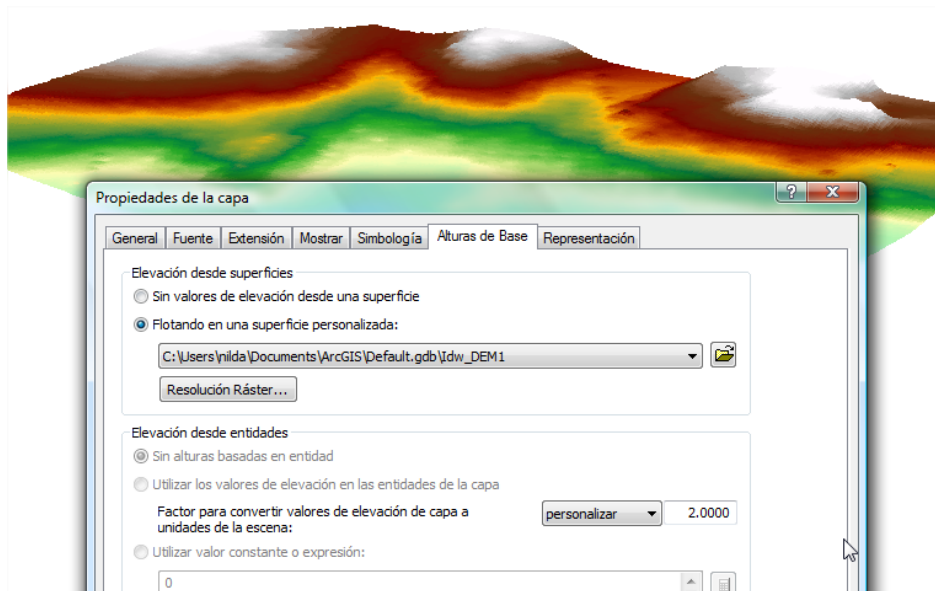 Propiedades de la capa
General Fuente Extensión Mostrar Simbología Alturas de Base Representación
Elevación desde superficies
Sin valores de elevación desde una superficie
Flotando en una superficie personalizada:
C:\Users\nilda\Documents\ArcGIS\Default.gdb\Idw_DEM1
Resolución Ráster...
Elevación desde entidades
Sin alturas basadas en entidad
Utilizar los valores de elevación en las entidades de la capa
Factor para convertir valores de elevación de capa a
unidades de la escena:
personalizar 2.0000
Utilizar valor constante o expresión:
0